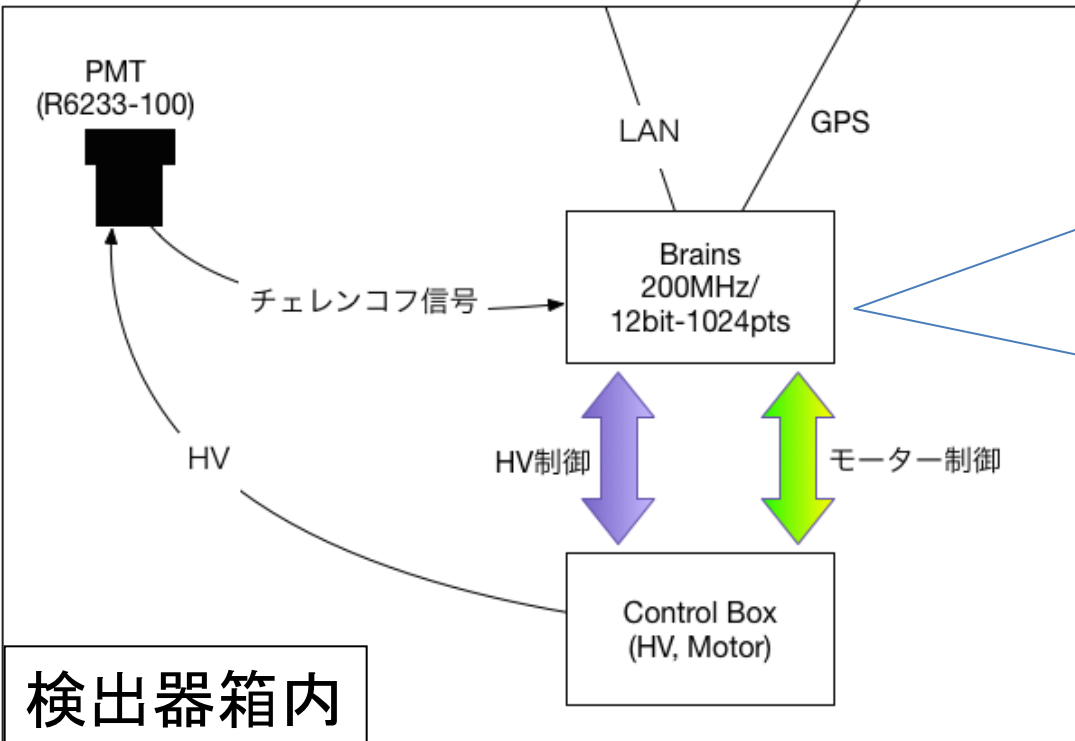 PMT
(R6233-100)
LAN
GPS
Brains
200MHz/
12bit-1024pts
チェレンコフ信号
HV
HV制御
モーター制御
Control Box
(HV, Motor)
検出器箱内